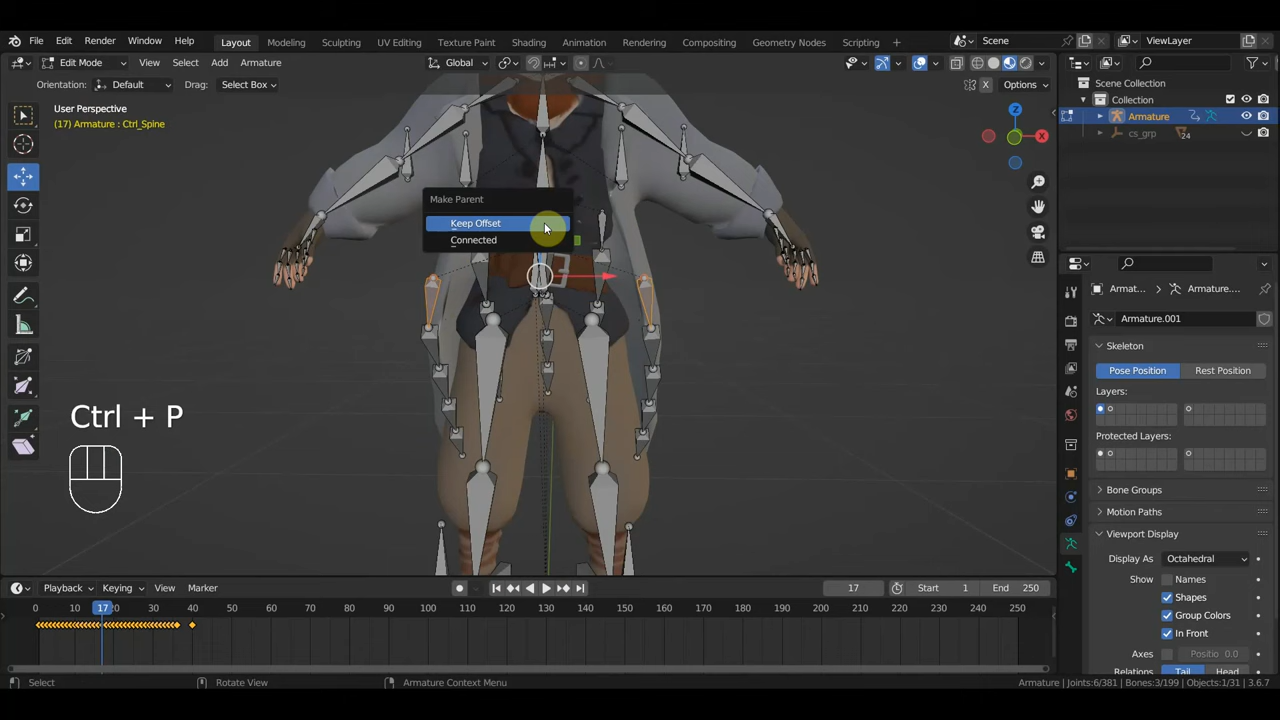 File Edit Render Window Help Layout Modeling Sculpting UV Editing Texture Paint Shading Animation Rendering Compositing Geometry Nodes Scripting + Scene ViewLayer
Edit Mode View Select Add Armature Global
Orientation: Default Drag: Select Box X Options
User Perspective
(17) Armature : Ctrl_Spine
Z
X
Make Parent
Keep Offset
Connected
Ctrl + P
Scene Collection
Collection
Armature
cs_grp 24
Armat... Armature....
Armature.001
Skeleton
Pose Position Rest Position
Layers:
Protected Layers:
Bone Groups
Motion Paths
Viewport Display
Display As Octahedral
Show Names
Shapes
Group Colors
In Front
Axes Positio 0.0
Relations Tail Head
Playback Keying View Marker 17 Start 1 End 250
0 10 17 20 30 40 50 60 70 80 90 100 110 120 130 140 150 160 170 180 190 200 210 220 230 240 250
Select Rotate View Armature Context Menu Armature | Joints:6/381 | Bones:3/199 | Objects:1/31 | 3.6.7